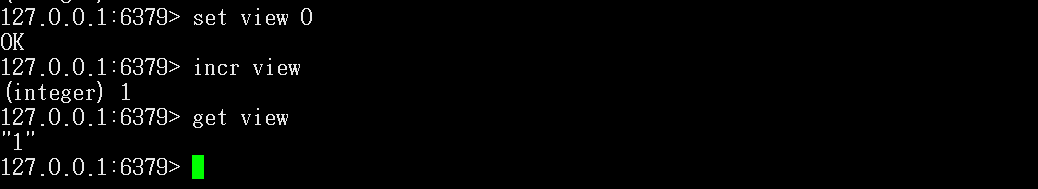 127.0.0.1:6379> set view 0
OK
127.0.0.1:6379> incr view
(integer) 1
127.0.0.1:6379> get view
"1"
127.0.0.1:6379>